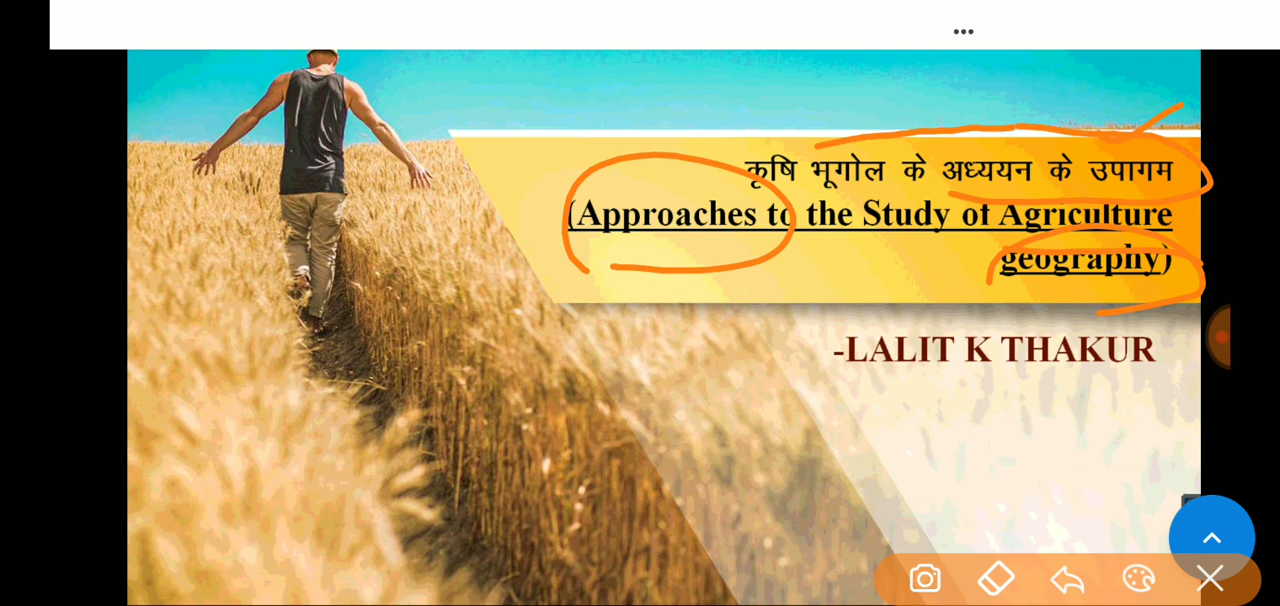 कृषि भूगोल के अध्ययन के उपागम
(Approaches to the Study of Agriculture
geography)
-LALIT K THAKUR